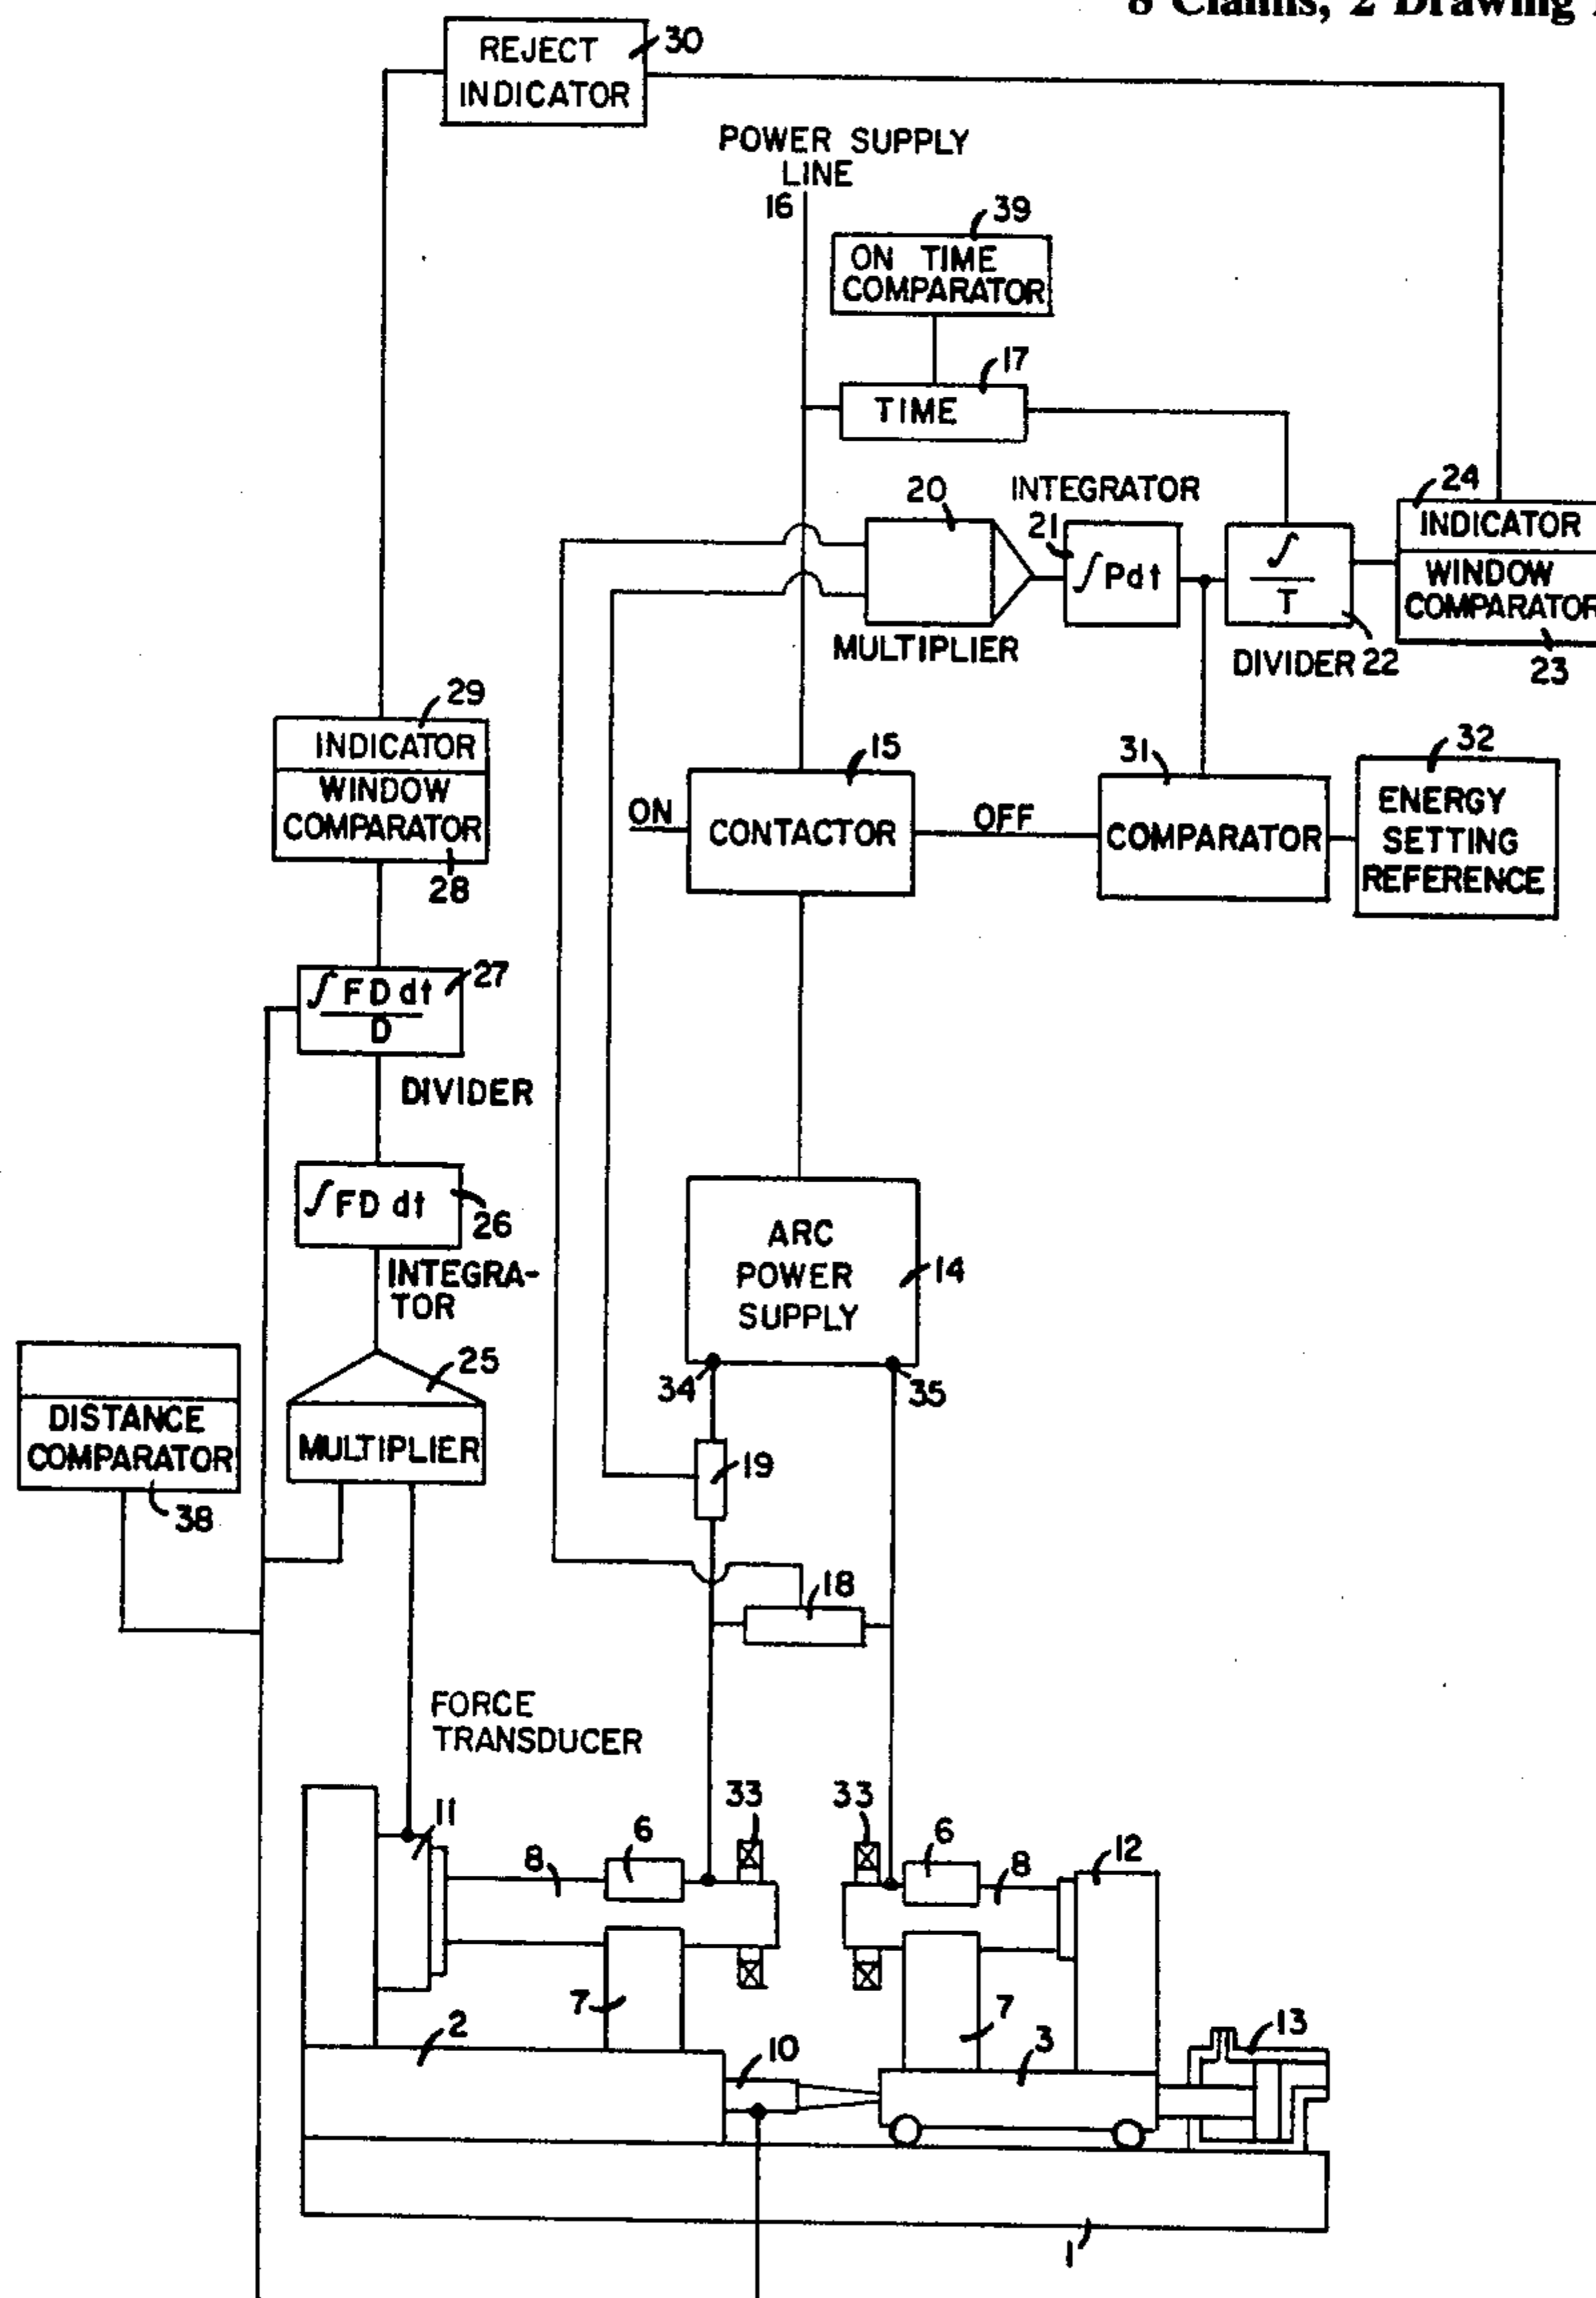 8 Claims, 2 Drawing
30
REJECT
INDICATOR
POWER SUPPLY
LINE
16
39
ON TIME
COMPARATOR
17
TIME
20
INTEGRATOR
21
∫Pdt
∫
T
24
INDICATOR
WINDOW
COMPARATOR
23
MULTIPLIER
DIVIDER 22
29
INDICATOR
WINDOW
COMPARATOR
28
15
ON
CONTACTOR
OFF
31
COMPARATOR
32
ENERGY
SETTING
REFERENCE
27
∫FD dt
D
DIVIDER
∫FD dt
26
INTEGRA-
TOR
ARC
POWER
SUPPLY
14
34
35
25
MULTIPLIER
DISTANCE
COMPARATOR
38
19
18
FORCE
TRANSDUCER
11
8
6
33
33
6
8
12
7
7
2
10
3
13
1